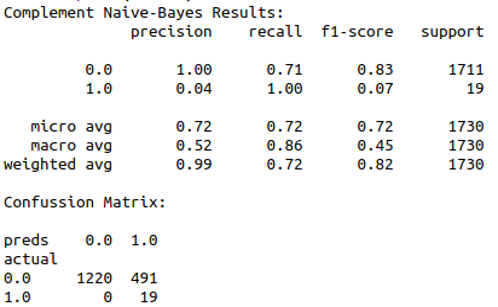 Complement Naive-Bayes Results:
precision recall f1-score support
0.0 1.00 0.71 0.83 1711
1.0 0.04 1.00 0.07 19
micro avg 0.72 0.72 0.72 1730
macro avg 0.52 0.86 0.45 1730
weighted avg 0.99 0.72 0.82 1730
Confussion Matrix:
preds 0.0 1.0
actual
0.0 1220 491
1.0 0 19